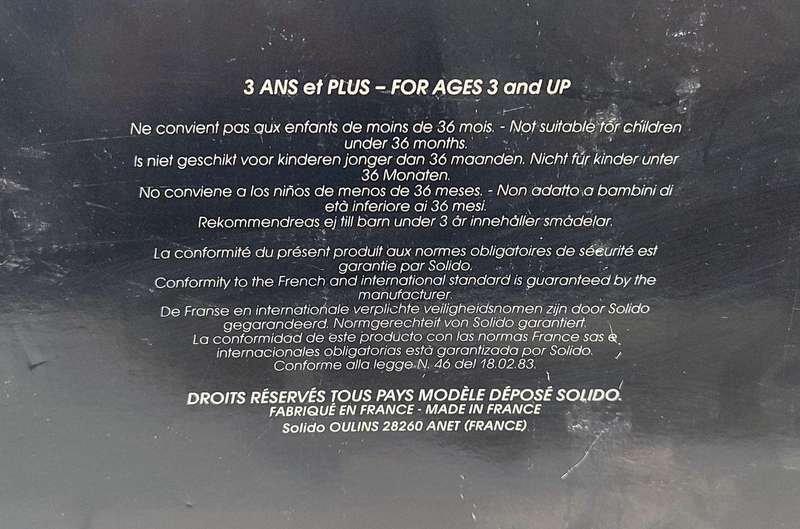 3 ANS et PLUS – FOR AGES 3 and UP
Ne convient pas aux enfants de moins de 36 mois. - Not suitable for children
under 36 months.
Is niet geschikt voor kinderen jonger dan 36 maanden. Nicht für kinder unter
36 Monaten.
No conviene a los niños de menos de 36 meses. - Non adatto a bambini di
età inferiore ai 36 mesi.
Rekommendreas ej till barn under 3 år innehåller smådelar.
La conformité du présent produit aux normes obligatoires de sécurité est
garantie par Solido.
Conformity to the French and international standard is guaranteed by the
manufacturer.
De Franse en internationale verplichte veiligheidsnomen zijn door Solido
gegarandeerd. Normgerechteit von Solido garantiert.
La conformidad de este producto con las normas France sas e
internacionales obligatorias està garantizada por Solido.
Conforme alla legge N. 46 del 18.02.83.
DROITS RÉSERVÉS TOUS PAYS MODÈLE DÉPOSÉ SOLIDO.
FABRIQUÉ EN FRANCE - MADE IN FRANCE
Solido OULINS 28260 ANET (FRANCE)